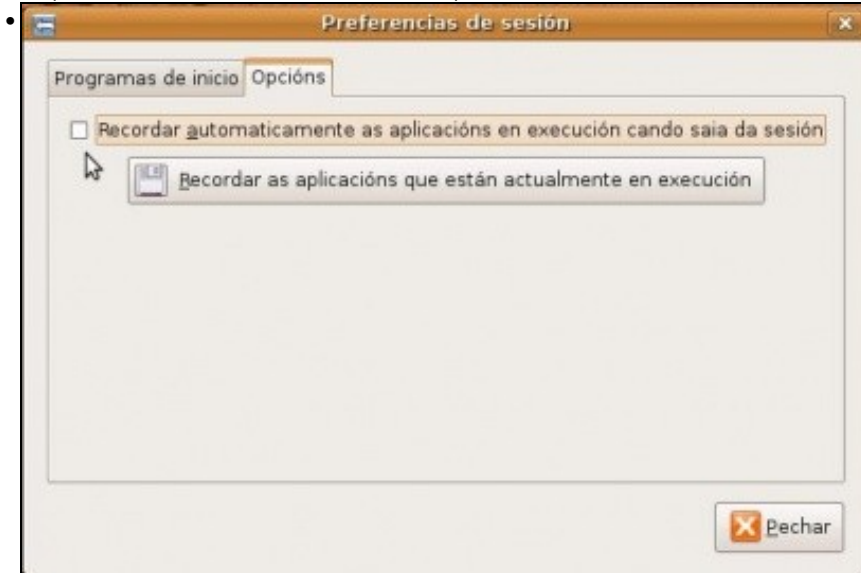 Preferencias de sesión
Programas de inicio Opcións
Recordar automaticamente as aplicacións en execución cando saia da sesión
Recordar as aplicacións que están actualmente en execución
Pechar